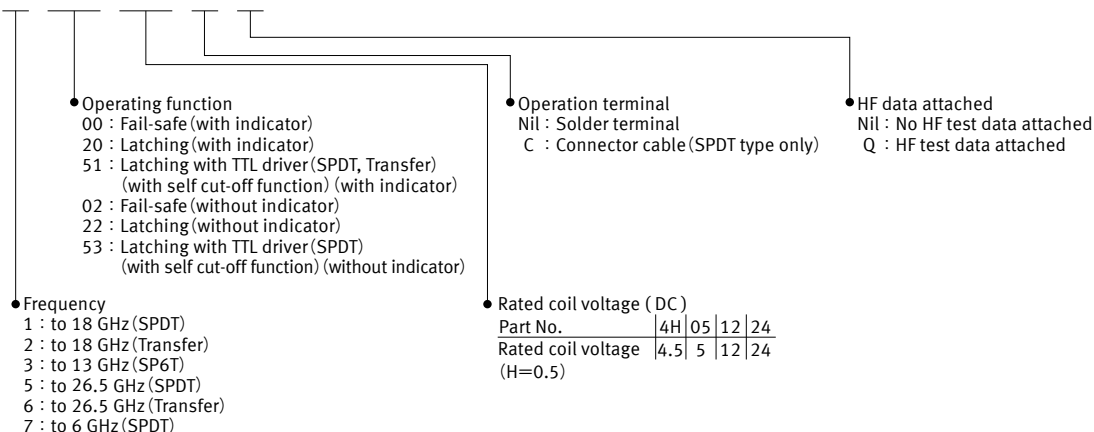 Operating function
00：Fail-safe (with indicator)
20：Latching (with indicator)
51：Latching with TTL driver (SPDT, Transfer)
(with self cut-off function) (with indicator)
02：Fail-safe (without indicator)
22：Latching (without indicator)
53：Latching with TTL driver (SPDT)
(with self cut-off function) (without indicator)
Operation terminal
Nil：Solder terminal
C：Connector cable (SPDT type only)
HF data attached
Nil：No HF test data attached
Q：HF test data attached
Frequency
1：to 18 GHz (SPDT)
2：to 18 GHz (Transfer)
3：to 13 GHz (SP6T)
5：to 26.5 GHz (SPDT)
6：to 26.5 GHz (Transfer)
7：to 6 GHz (SPDT)
Rated coil voltage ( DC )
Part No. 4H 05 12 24
Rated coil voltage 4.5 5 12 24
(H＝0.5)